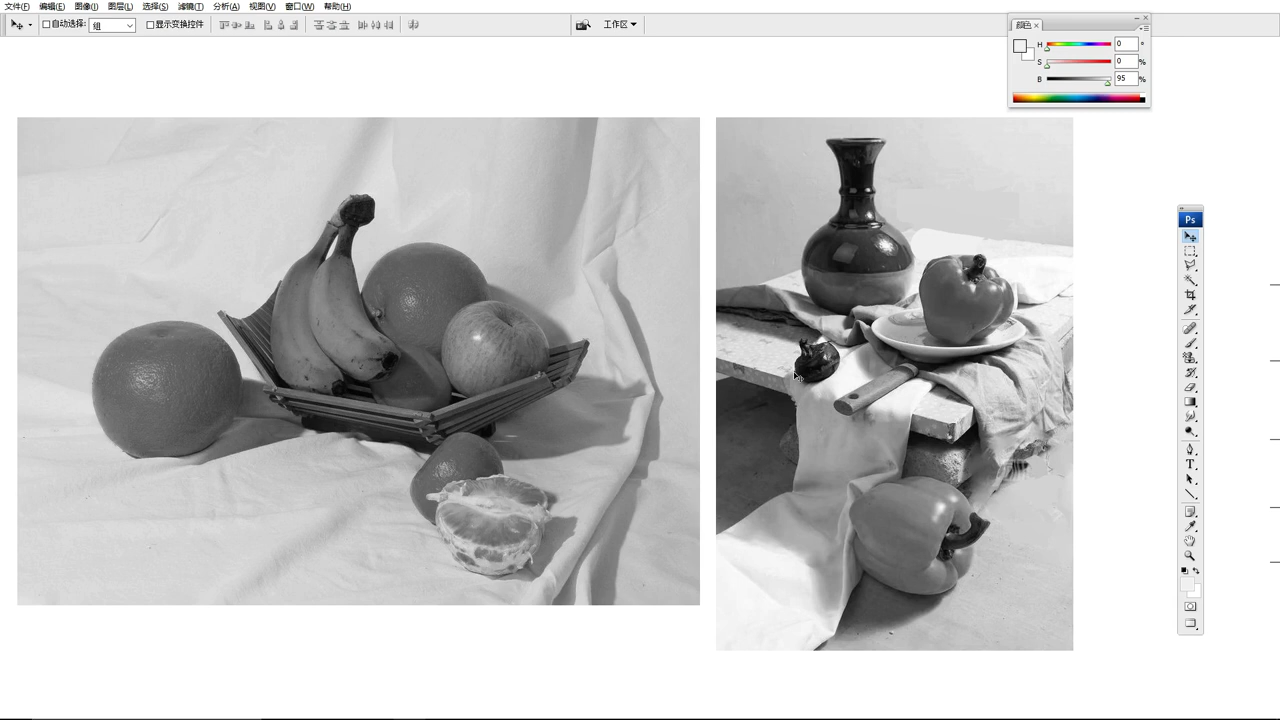 文件(F) 编辑(E) 图像(I) 图层(L) 选择(S) 滤镜(T) 分析(A) 视图(V) 窗口(W) 帮助(H)
自动选择: 组 显示变换控件 工作区
颜色
H 0 °
S 0 %
B 95 %
Ps
T